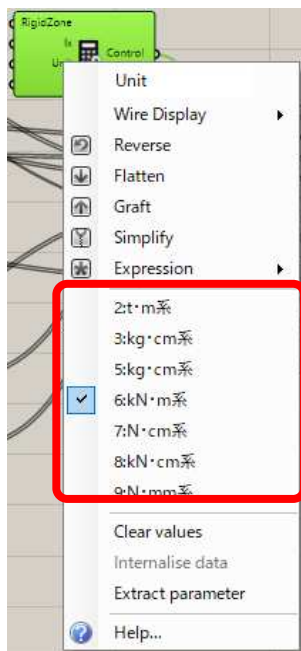 RigidZone
Ix
Control
Un
Unit
Wire Display
Reverse
Flatten
Graft
Simplify
Expression
2:t･m系
3:kg･cm系
5:kg･cm系
6:kN･m系
7:N･cm系
8:kN･cm系
9:N･mm系
Clear values
Internalise data
Extract parameter
Help...